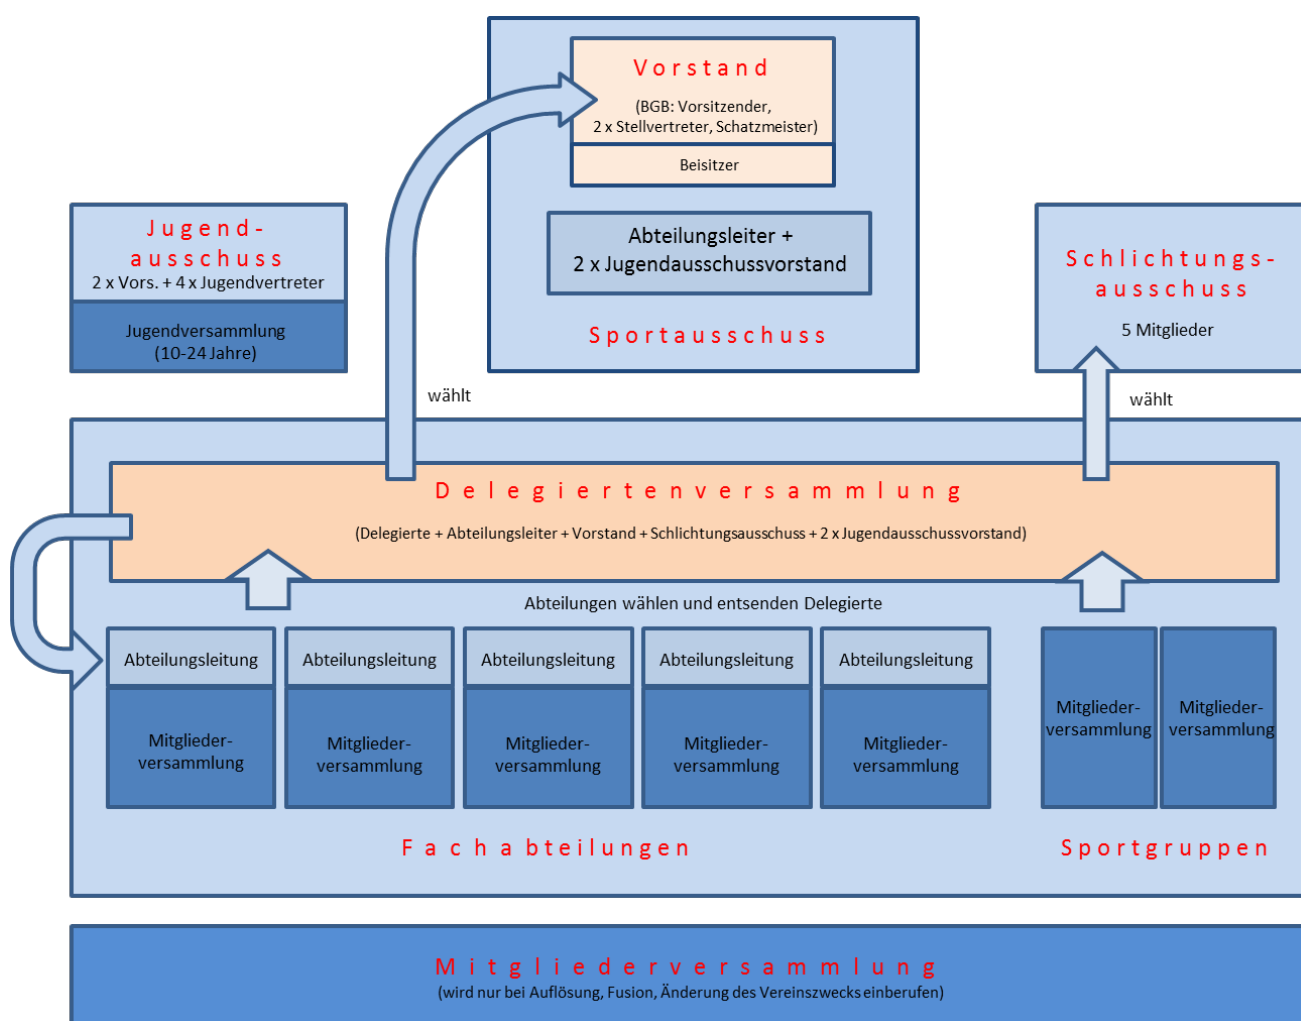 Vorstand
(BGB: Vorsitzender,
2 x Stellvertreter, Schatzmeister)
Beisitzer
Abteilungsleiter +
2 x Jugendausschussvorstand
Sportausschuss
Jugend-
ausschuss
2 x Vors. + 4 x Jugendvertreter
Jugendversammlung
(10-24 Jahre)
Schlichtungs-
ausschuss
5 Mitglieder
wählt
wählt
Delegiertenversammlung
(Delegierte + Abteilungsleiter + Vorstand + Schlichtungsausschuss + 2 x Jugendausschussvorstand)
Abteilungen wählen und entsenden Delegierte
Abteilungsleitung
Mitglieder-
versammlung
Abteilungsleitung
Mitglieder-
versammlung
Abteilungsleitung
Mitglieder-
versammlung
Abteilungsleitung
Mitglieder-
versammlung
Abteilungsleitung
Mitglieder-
versammlung
Mitglieder-
versammlung
Mitglieder-
versammlung
Fachabteilungen
Sportgruppen
Mitgliederversammlung
(wird nur bei Auflösung, Fusion, Änderung des Vereinszwecks einberufen)